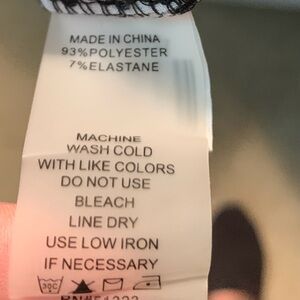 MADE IN CHINA
93%POLYESTER
7%ELASTANE
MACHINE
WASH COLD
WITH LIKE COLORS
DO NOT USE
BLEACH
LINE DRY
USE LOW IRON
IF NECESSARY
30C